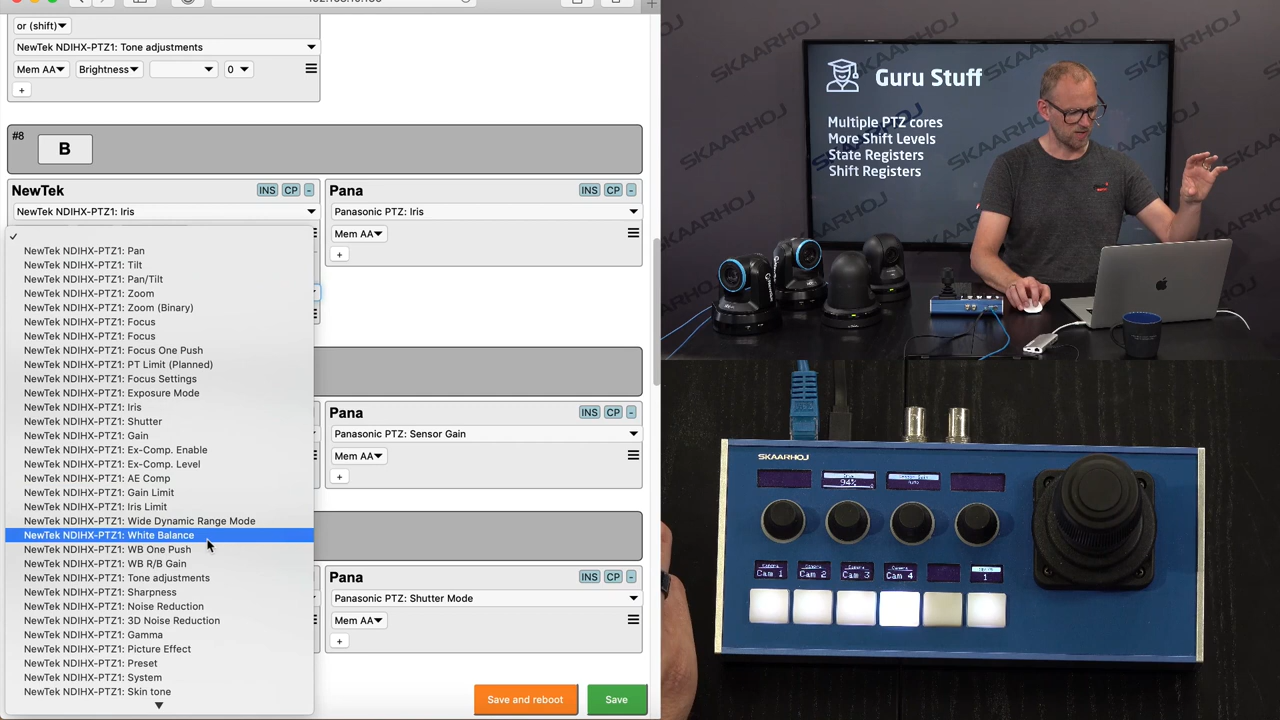 or (shift)
NewTek NDIHX-PTZ1: Tone adjustments
Mem AA Brightness 0
+
#8 B
NewTek INS CP -
NewTek NDIHX-PTZ1: Iris
Pana INS CP -
Panasonic PTZ: Iris
Mem AA
+
✓
NewTek NDIHX-PTZ1: Pan
NewTek NDIHX-PTZ1: Tilt
NewTek NDIHX-PTZ1: Pan/Tilt
NewTek NDIHX-PTZ1: Zoom
NewTek NDIHX-PTZ1: Zoom (Binary)
NewTek NDIHX-PTZ1: Focus
NewTek NDIHX-PTZ1: Focus
NewTek NDIHX-PTZ1: Focus One Push
NewTek NDIHX-PTZ1: PT Limit (Planned)
NewTek NDIHX-PTZ1: Focus Settings
NewTek NDIHX-PTZ1: Exposure Mode
NewTek NDIHX-PTZ1: Iris
NewTek NDIHX-PTZ1: Shutter
NewTek NDIHX-PTZ1: Gain
NewTek NDIHX-PTZ1: Ex-Comp. Enable
NewTek NDIHX-PTZ1: Ex-Comp. Level
NewTek NDIHX-PTZ1: AE Comp
NewTek NDIHX-PTZ1: Gain Limit
NewTek NDIHX-PTZ1: Iris Limit
NewTek NDIHX-PTZ1: Wide Dynamic Range Mode
NewTek NDIHX-PTZ1: White Balance
NewTek NDIHX-PTZ1: WB One Push
NewTek NDIHX-PTZ1: WB R/B Gain
NewTek NDIHX-PTZ1: Tone adjustments
NewTek NDIHX-PTZ1: Sharpness
NewTek NDIHX-PTZ1: Noise Reduction
NewTek NDIHX-PTZ1: 3D Noise Reduction
NewTek NDIHX-PTZ1: Gamma
NewTek NDIHX-PTZ1: Picture Effect
NewTek NDIHX-PTZ1: Preset
NewTek NDIHX-PTZ1: System
NewTek NDIHX-PTZ1: Skin tone
Pana INS CP -
Panasonic PTZ: Sensor Gain
Mem AA
+
Pana INS CP -
Panasonic PTZ: Shutter Mode
Mem AA
+
Save and reboot Save
Guru Stuff
Multiple PTZ cores
More Shift Levels
State Registers
Shift Registers
SKAARHOJ
SKAARHOJ
SKAARHOJ
SKAARHOJ
SKAARHOJ
94%
Cam 1 Cam 2 Cam 3 Cam 4 1